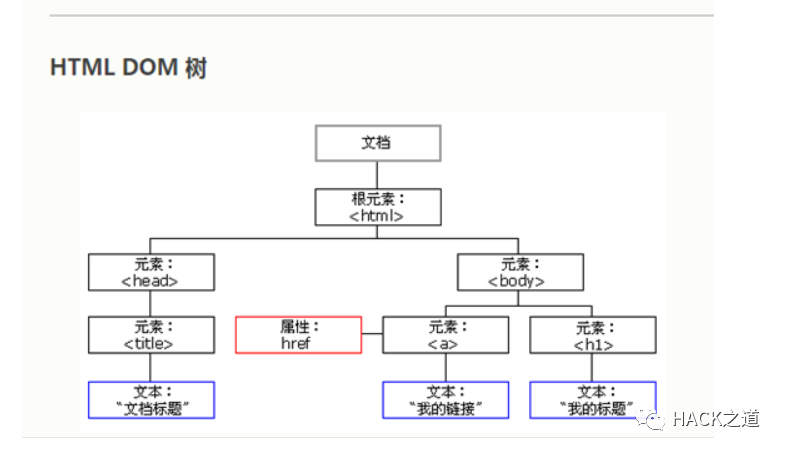 HTML DOM 树
文档
根元素：
<html>
元素：
<head>
元素：
<body>
元素：
<title>
属性：
href
元素：
<a>
元素：
<h1>
文本：
“文档标题”
文本：
“我的链接”
文本：
“我的标题”
HACK之道